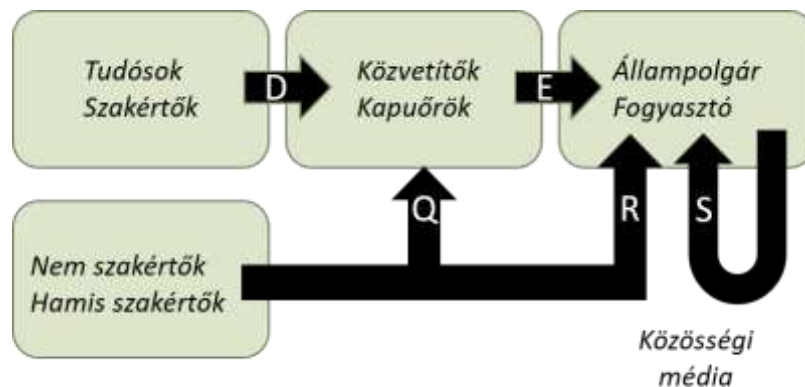 Tudósok
Szakértők
D
Közvetítők
Kapuőrök
E
Állampolgár
Fogyasztó
Q
R
S
Nem szakértők
Hamis szakértők
Közösségi
média